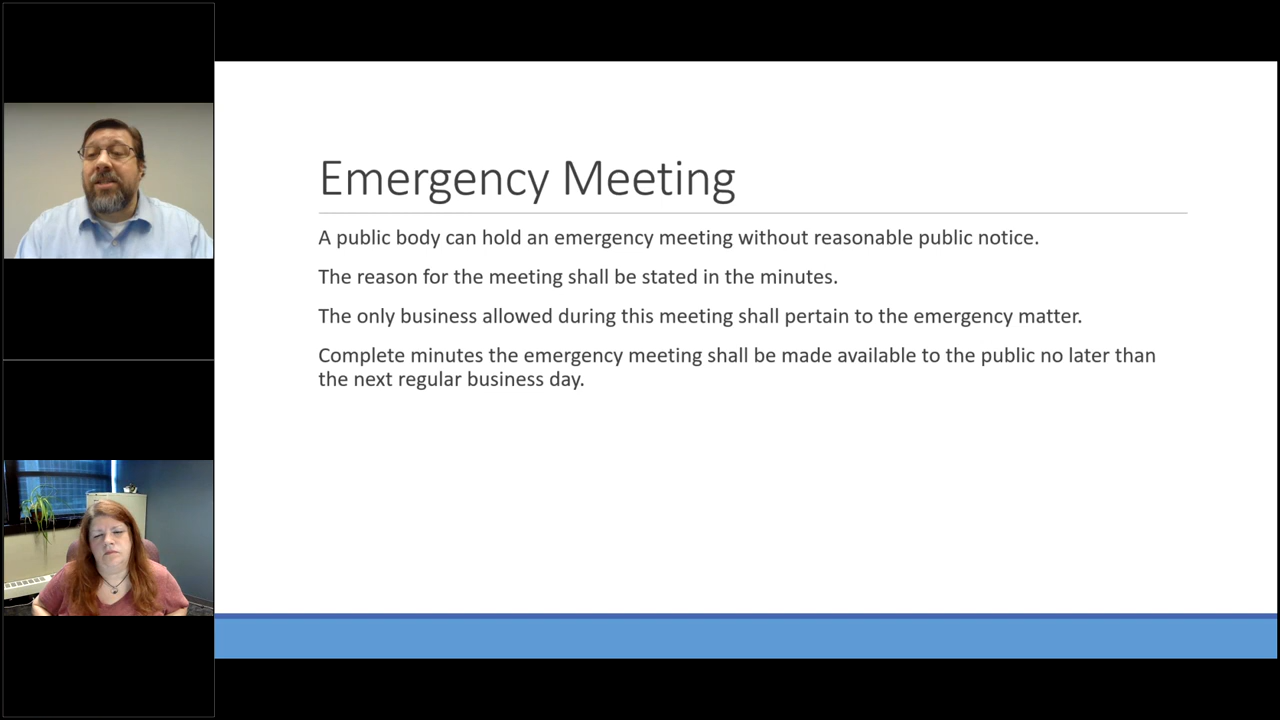 Emergency Meeting
A public body can hold an emergency meeting without reasonable public notice.
The reason for the meeting shall be stated in the minutes.
The only business allowed during this meeting shall pertain to the emergency matter.
Complete minutes the emergency meeting shall be made available to the public no later than
the next regular business day.